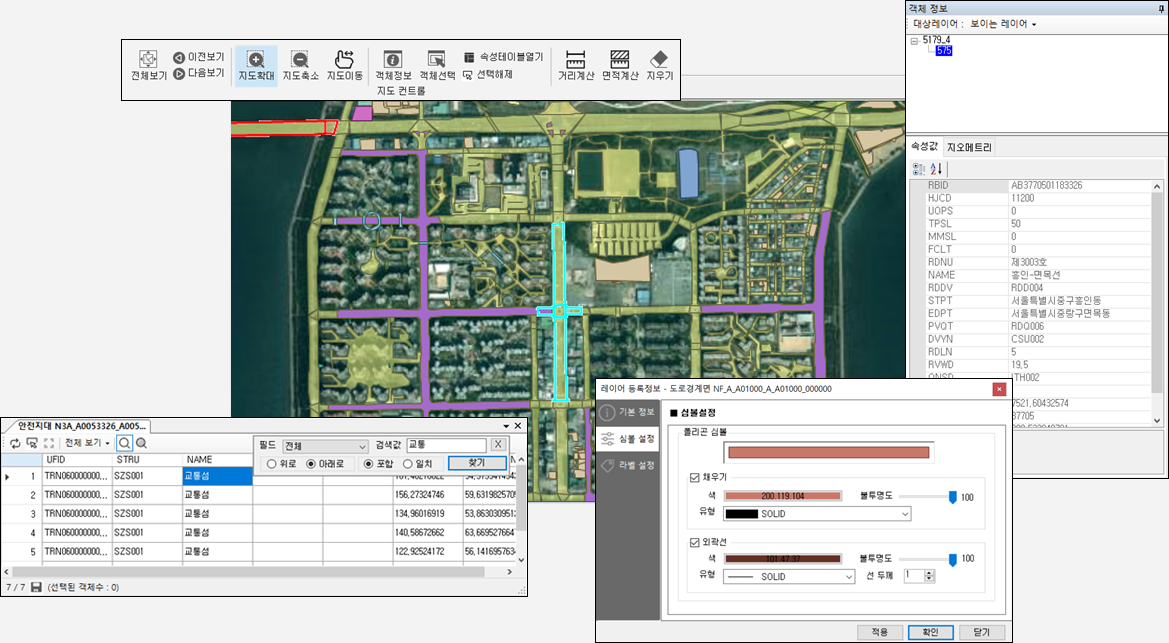 객체 정보
대상레이어 : 보이는 레이어
5179_4
575
이전보기
다음보기
속성테이블열기
선택해제
전체보기
지도확대
지도축소
지도이동
객체정보
객체선택
거리계산
면적계산
지우기
지도 컨트롤
속성값
지오메트리
RBID AB3770501183326
HJCD 11200
UOPS 0
TPSL 50
MMSL 0
FCLT 0
RDNU 제3003호
NAME 흥인-면목선
RDDV RDD004
STPT 서울특별시중구흥인동
EDPT 서울특별시중랑구면목동
PVQT RDQ006
DVYN CSU002
RDLN 5
RVWD 19,5
ONSD ITH002
7521,60432574
37705
레이어 등록정보 - 도로경계면 NF_A_A01000_A_A01000_000000
기본 정보
심볼 설정
라벨 설정
■ 심볼설정
폴리곤 심볼
채우기
색 200.119.104 불투명도 100
유형 SOLID
외곽선
색 101.47.37 불투명도 100
유형 SOLID 선 두께 1
적용 확인 닫기
안전지대 N3A_A0053326_A005...
전체 보기
필드 전체 검색값 교통 X
위로 아래로 포함 일치 찾기
UFID STRU NAME
1 TRN060000000,... SZS001 교통섬
2 TRN060000000,... SZS001 교통섬 156,27324746 59,631982570
3 TRN060000000,... SZS001 교통섬 134,96016919 53,863030951
4 TRN060000000,... SZS001 교통섬 140,58672662 63,669527664
5 TRN060000000,... SZS001 교통섬 122,92524172 56,141695763
7 / 7 (선택된 객체수 : 0)